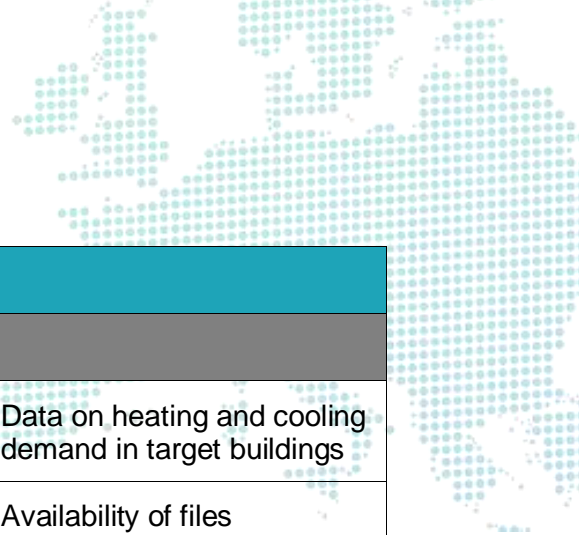 Data on heating and cooling
demand in target buildings
Availability of files